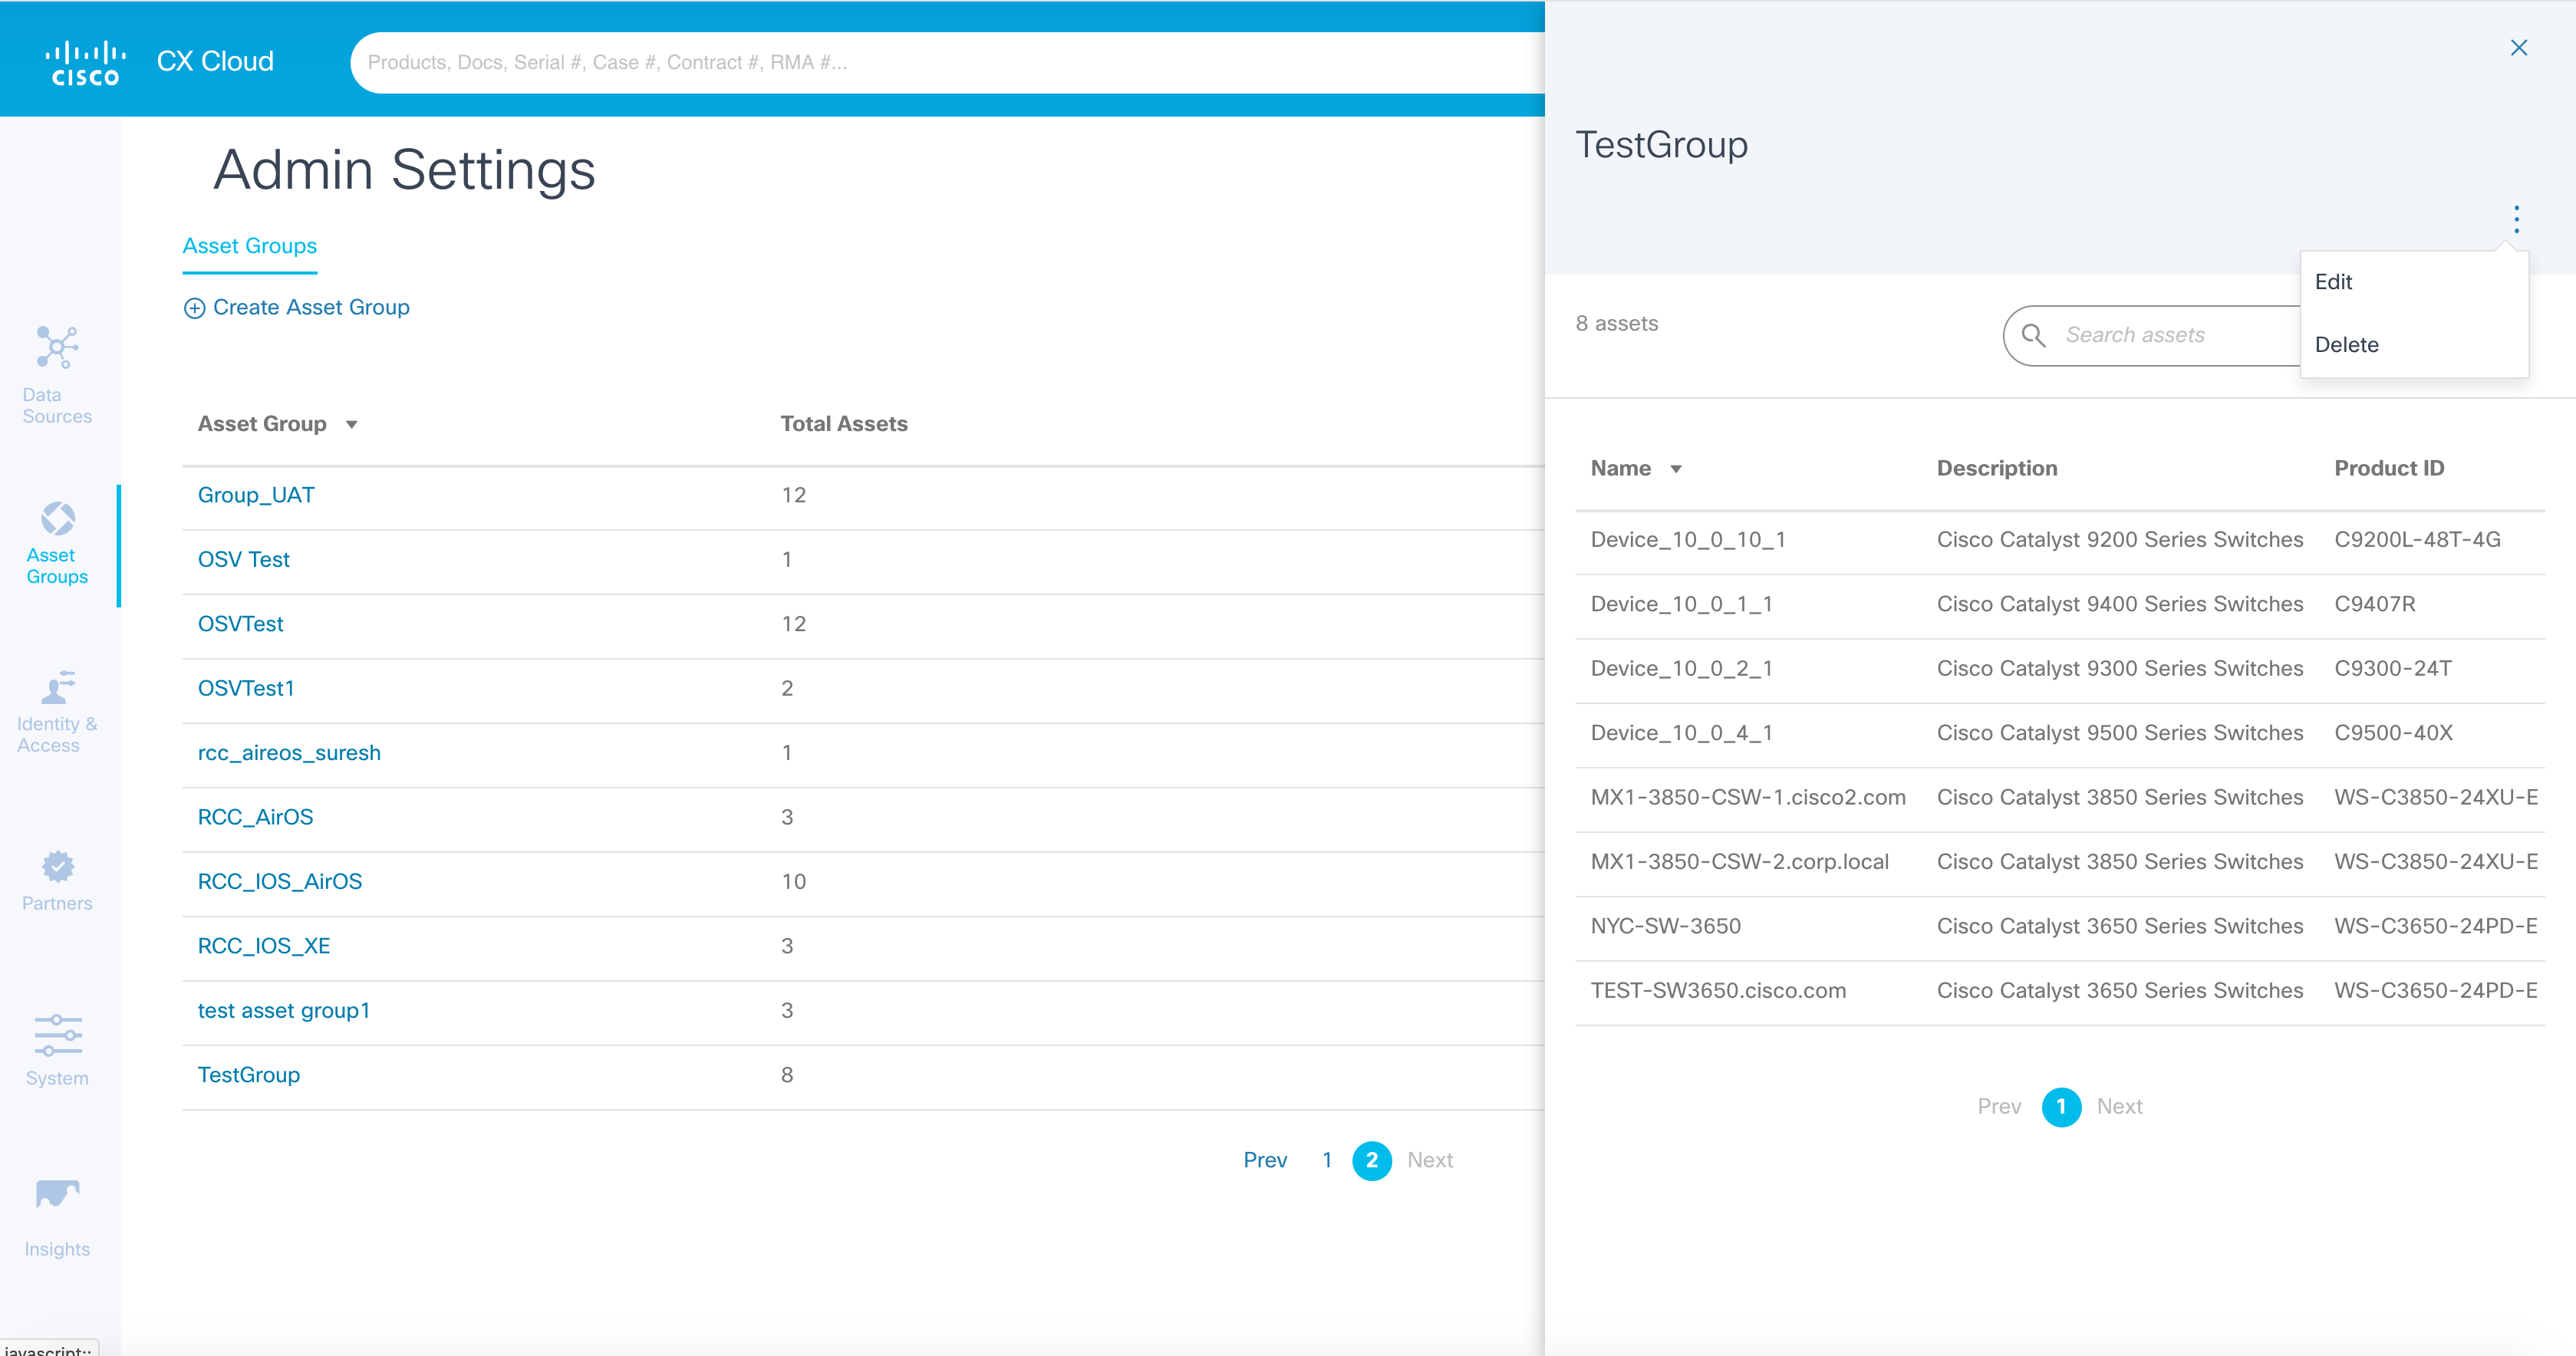 cisco
CX Cloud
Products, Docs, Serial #, Case #, Contract #, RMA #...
Data
Sources
Asset
Groups
Identity &
Access
Partners
System
Insights
Admin Settings
Asset Groups
Create Asset Group
Asset Group Total Assets
Group_UAT 12
OSV Test 1
OSVTest 12
OSVTest1 2
rcc_aireos_suresh 1
RCC_AirOS 3
RCC_IOS_AirOS 10
RCC_IOS_XE 3
test asset group1 3
TestGroup 8
Prev 1 2 Next
TestGroup
Edit
Delete
8 assets
Search assets
Name Description Product ID
Device_10_0_10_1 Cisco Catalyst 9200 Series Switches C9200L-48T-4G
Device_10_0_1_1 Cisco Catalyst 9400 Series Switches C9407R
Device_10_0_2_1 Cisco Catalyst 9300 Series Switches C9300-24T
Device_10_0_4_1 Cisco Catalyst 9500 Series Switches C9500-40X
MX1-3850-CSW-1.cisco2.com Cisco Catalyst 3850 Series Switches WS-C3850-24XU-E
MX1-3850-CSW-2.corp.local Cisco Catalyst 3850 Series Switches WS-C3850-24XU-E
NYC-SW-3650 Cisco Catalyst 3650 Series Switches WS-C3650-24PD-E
TEST-SW3650.cisco.com Cisco Catalyst 3650 Series Switches WS-C3650-24PD-E
Prev 1 Next
javascript:;